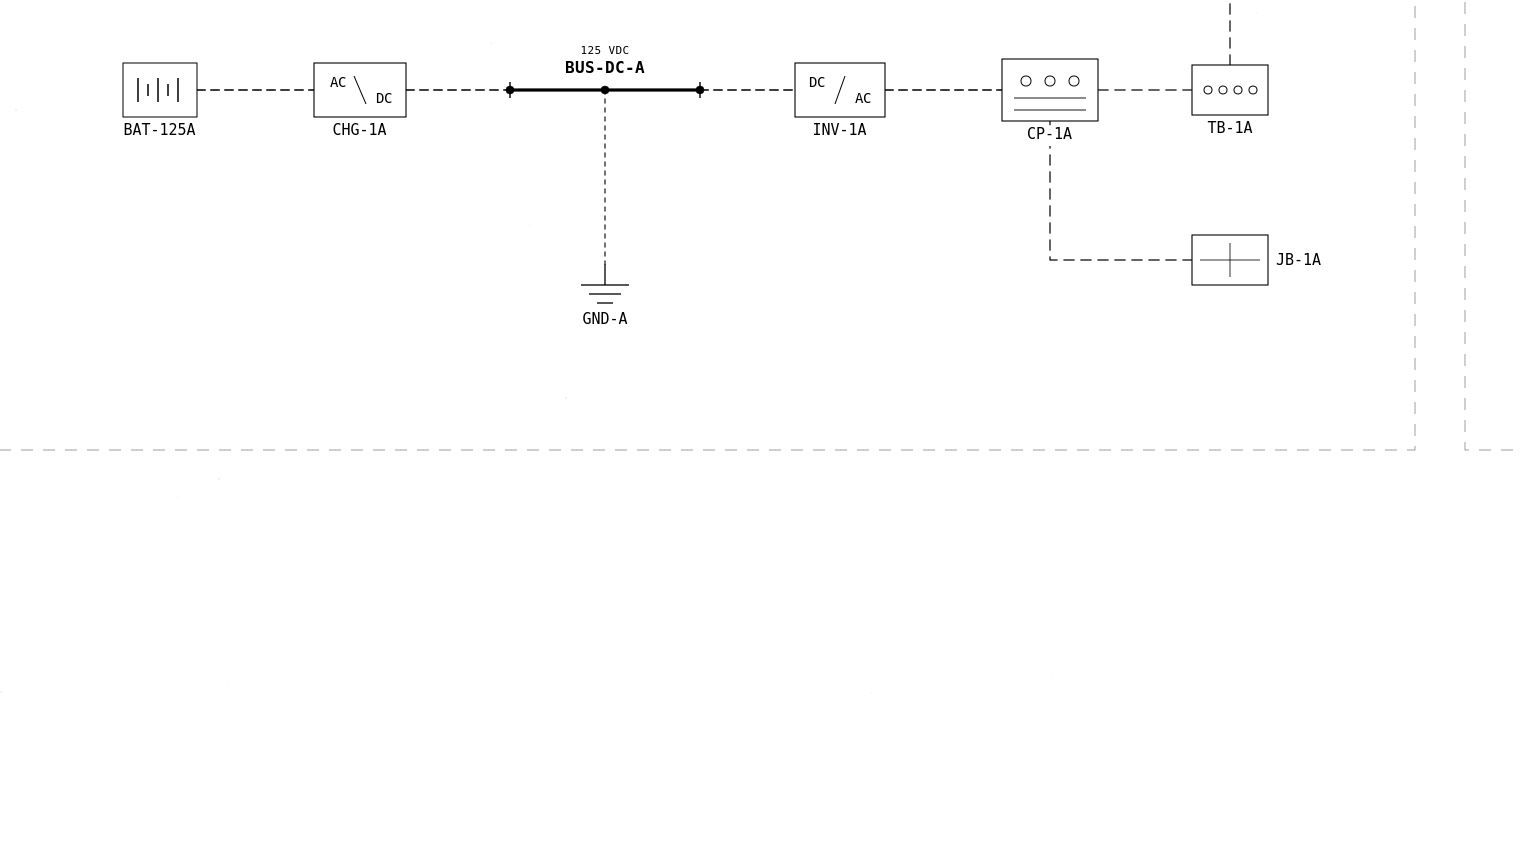 125 VDC
BUS-DC-A
AC
DC
DC
AC
BAT-125A
CHG-1A
INV-1A
CP-1A
TB-1A
JB-1A
GND-A